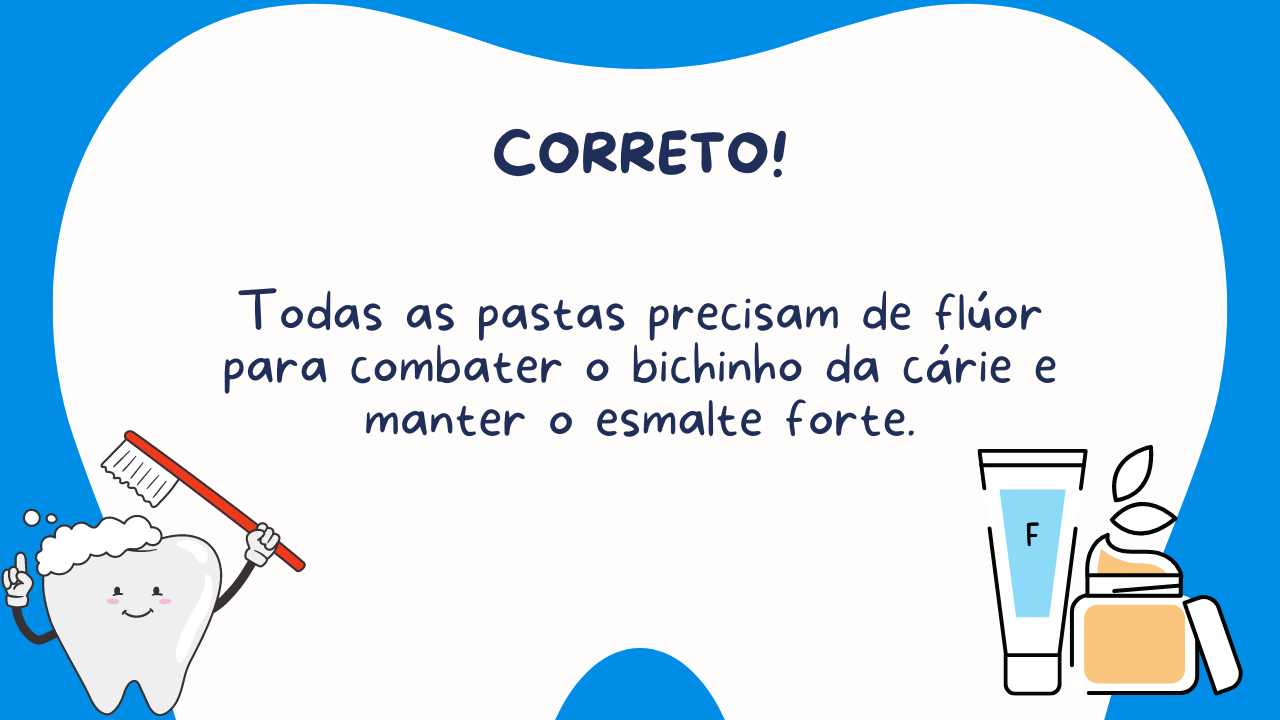 CORRETO!
Todas as pastas precisam de flúor
para combater o bichinho da cárie e
manter o esmalte forte.
F